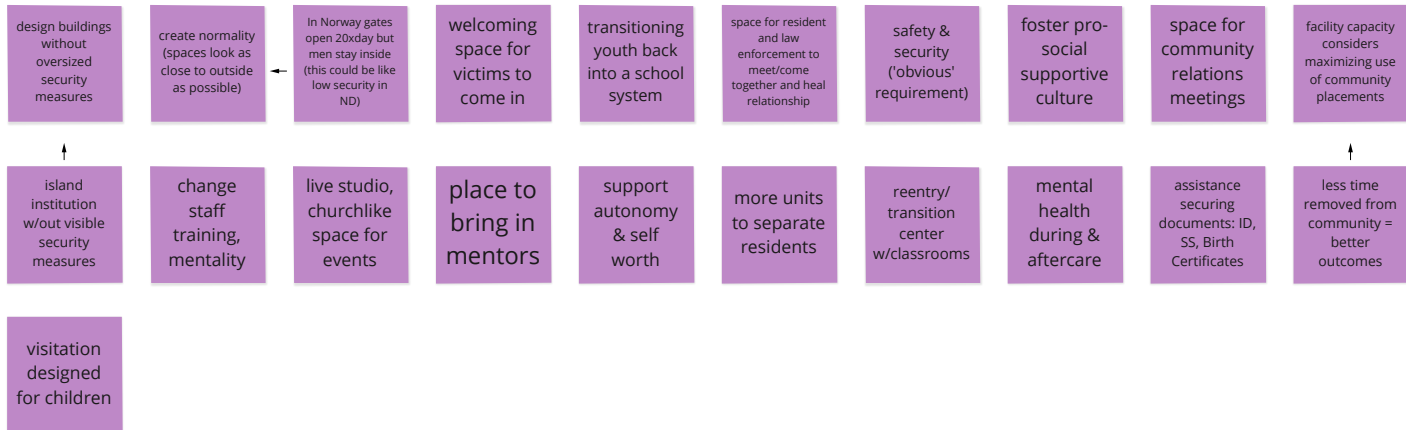 design buildings
without
oversized
security
measures
create normality
(spaces look as
close to outside
as possible)
In Norway gates
open 20xday but
men stay inside
(this could be like
low security in
ND)
welcoming
space for
victims to
come in
transitioning
youth back
into a school
system
space for resident
and law
enforcement to
meet/come
together and heal
relationship
safety &
security
('obvious'
requirement)
foster pro-
social
supportive
culture
space for
community
relations
meetings
facility capacity
considers
maximizing use
of community
placements
island
institution
w/out visible
security
measures
change
staff
training,
mentality
live studio,
churchlike
space for
events
place to
bring in
mentors
support
autonomy
& self
worth
more units
to separate
residents
reentry/
transition
center
w/classrooms
mental
health
during &
aftercare
assistance
securing
documents: ID,
SS, Birth
Certificates
less time
removed from
community =
better
outcomes
visitation
designed
for children